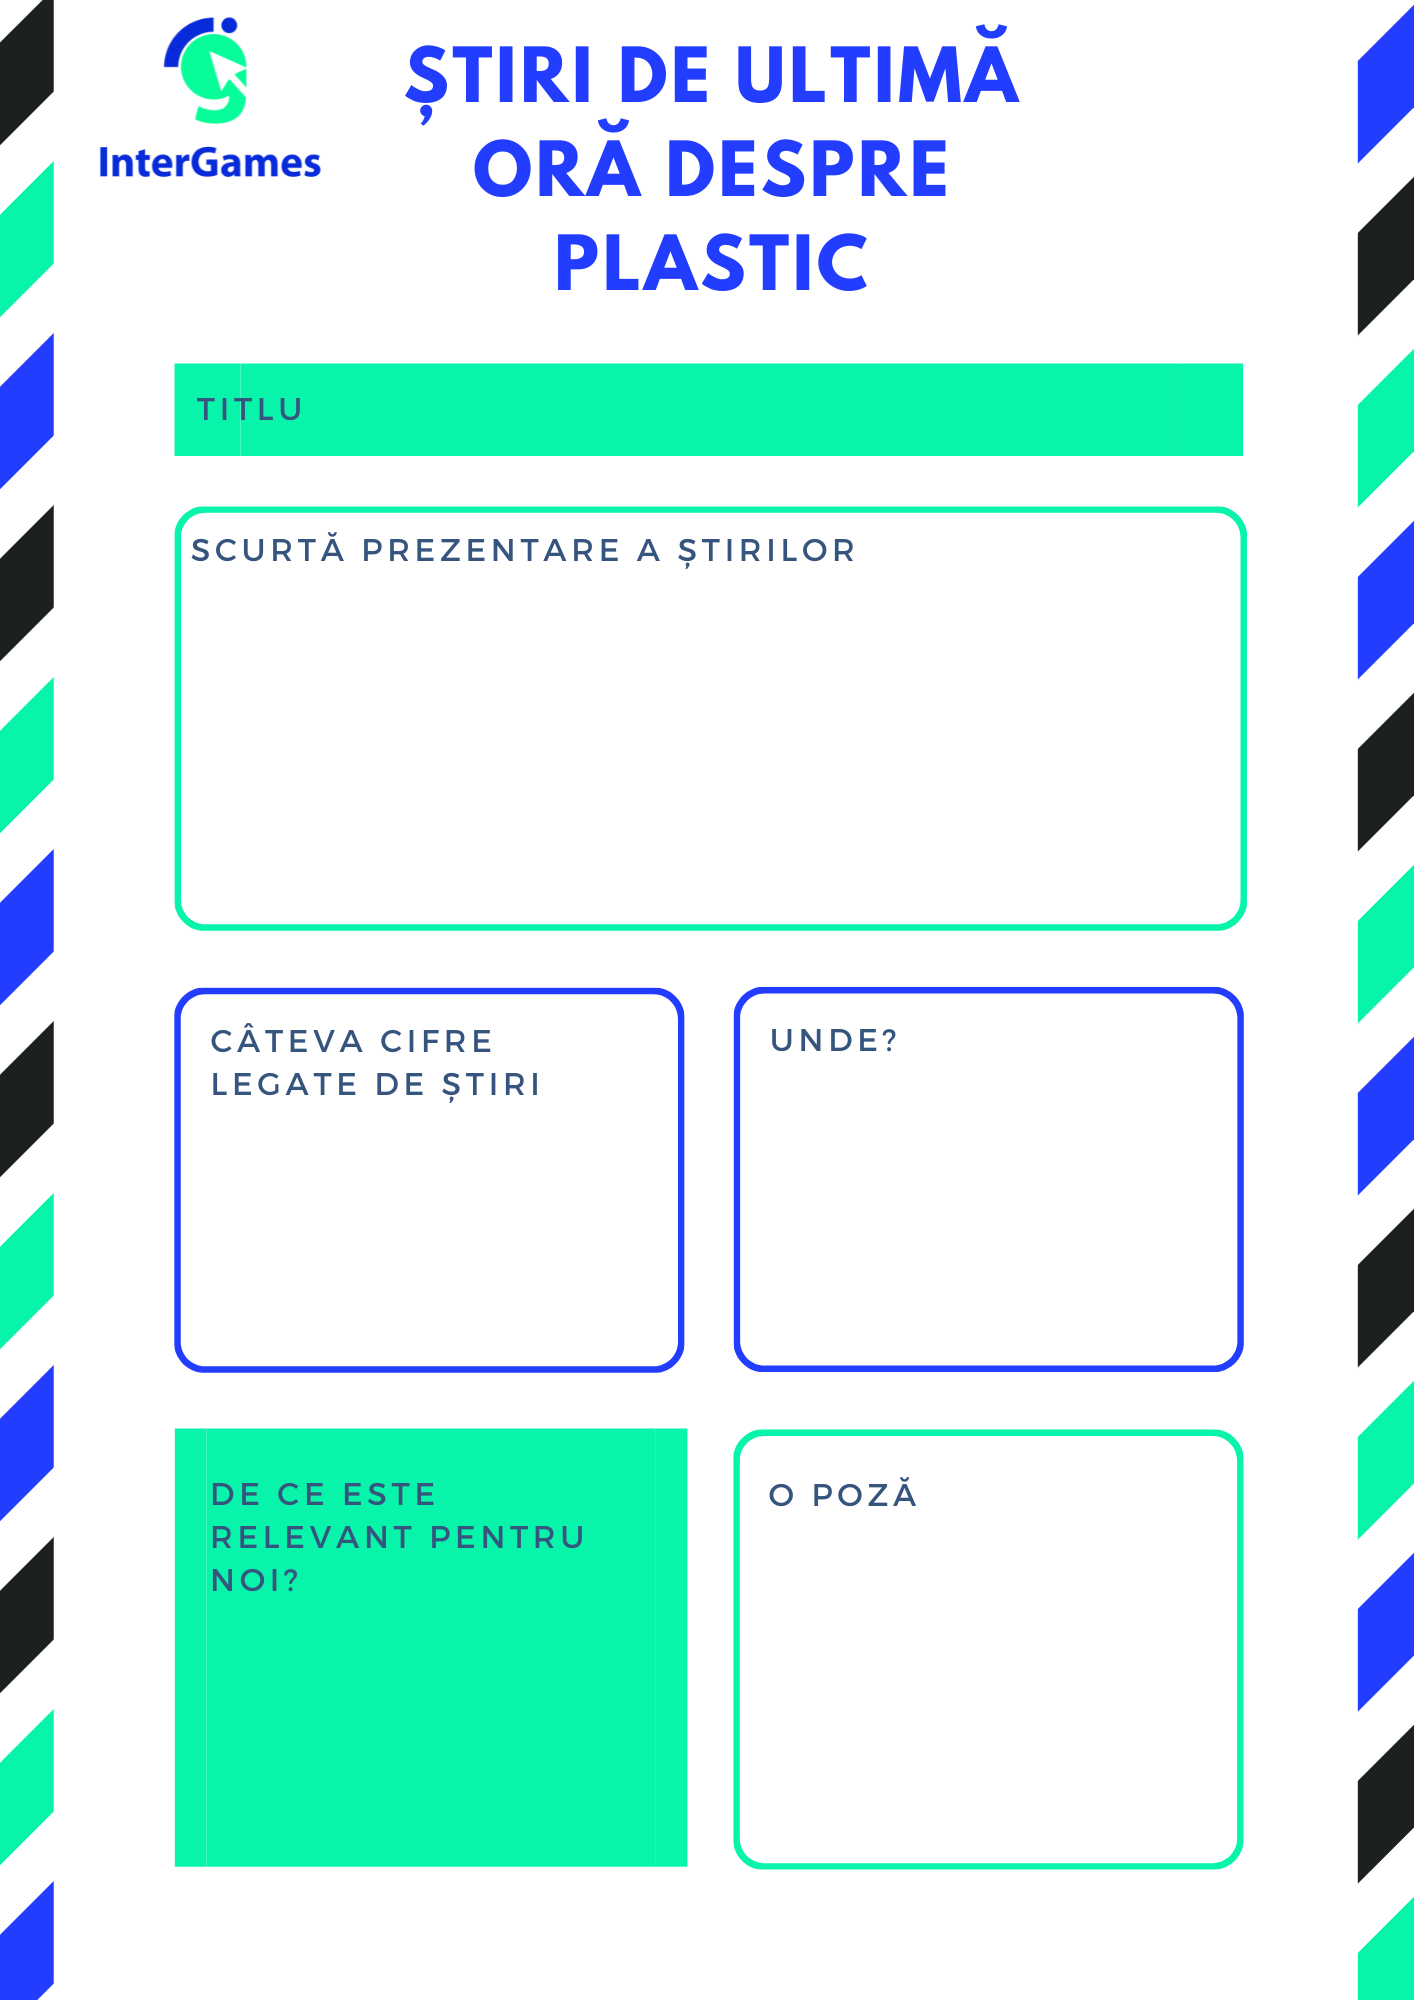 InterGames
ȘTIRI DE ULTIMĂ
ORĂ DESPRE
PLASTIC
TITLU
SCURTĂ PREZENTARE A ȘTIRILOR
CÂTEVA CIFRE
LEGATE DE ȘTIRI
UNDE?
DE CE ESTE
RELEVANT PENTRU
NOI?
O POZĂ